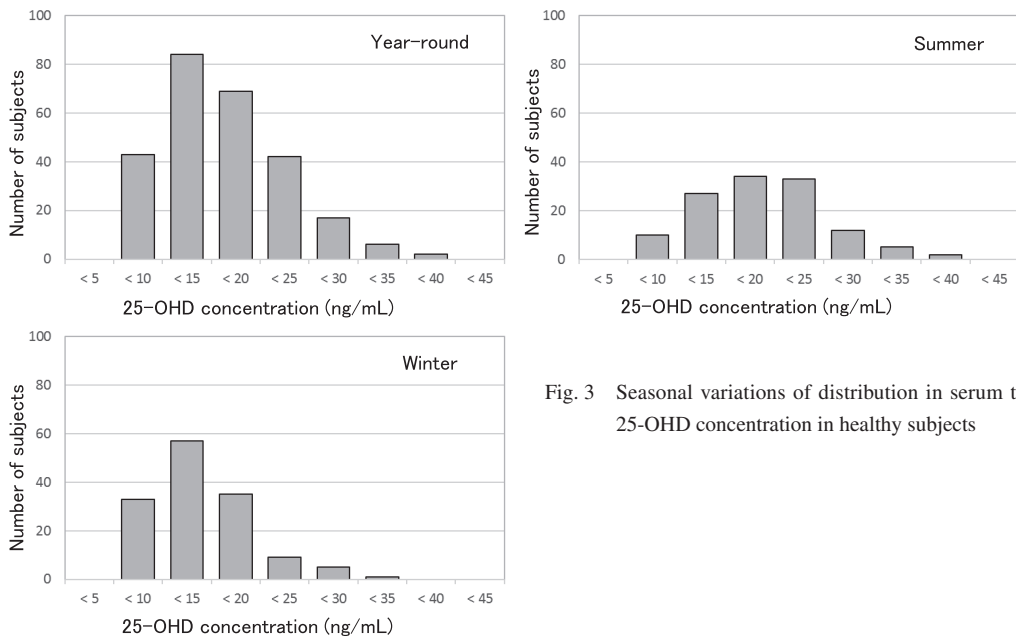 Year-round
Number of subjects
100
80
60
40
20
0
< 5 < 10 < 15 < 20 < 25 < 30 < 35 < 40 < 45
25-OHD concentration (ng/mL)
Summer
Number of subjects
100
80
60
40
20
0
< 5 < 10 < 15 < 20 < 25 < 30 < 35 < 40 < 45
25-OHD concentration (ng/mL)
Winter
Number of subjects
100
80
60
40
20
0
< 5 < 10 < 15 < 20 < 25 < 30 < 35 < 40 < 45
25-OHD concentration (ng/mL)
Fig. 3 Seasonal variations of distribution in serum
25-OHD concentration in healthy subjects